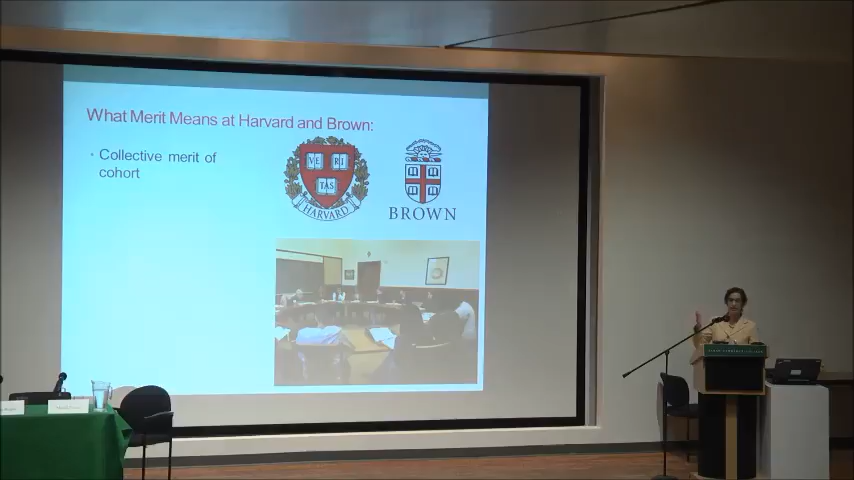 What Merit Means at Harvard and Brown:
• Collective merit of
cohort
VE RI
TAS
HARVARD
BROWN